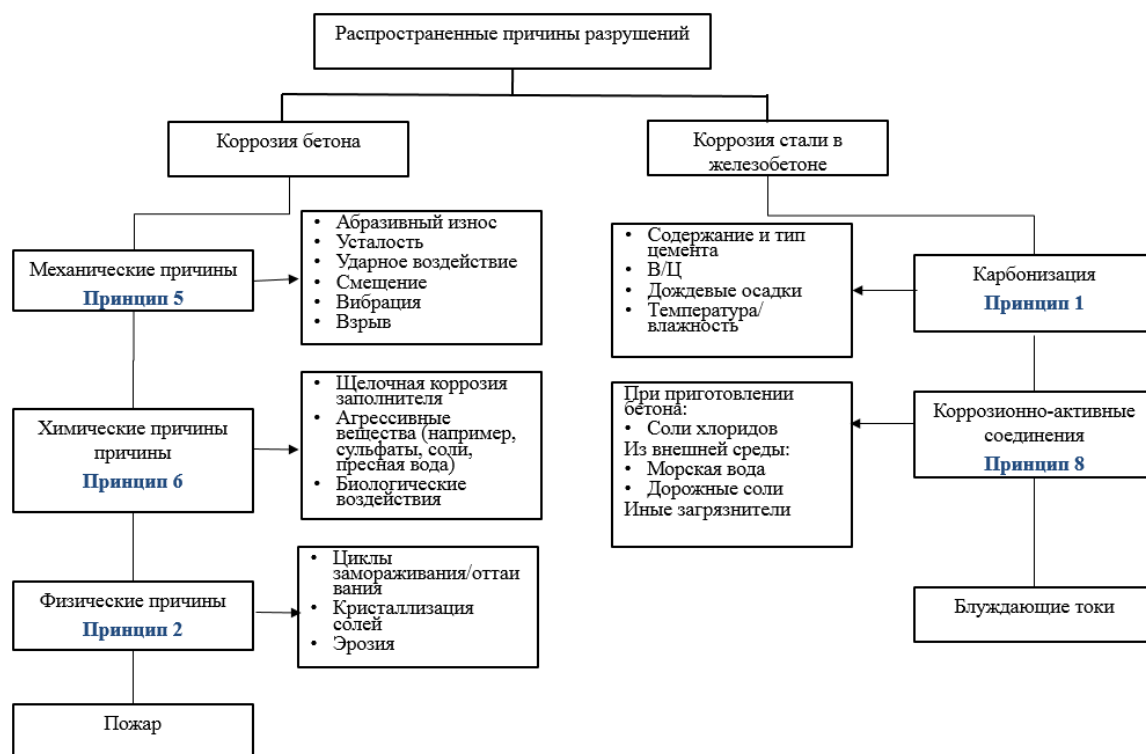 Распространенные причины разрушений
Коррозия бетона
Коррозия стали в
железобетоне
Механические причины
Принцип 5
• Абразивный износ
• Усталость
• Ударное воздействие
• Смещение
• Вибрация
• Взрыв
Химические причины
причины
Принцип 6
• Щелочная коррозия
заполнителя
• Агрессивные
вещества (например,
сульфаты, соли,
пресная вода)
• Биологические
воздействия
Физические причины
Принцип 2
• Циклы
замораживания/оттаи
вания
• Кристаллизация
солей
• Эрозия
Пожар
• Содержание и тип
цемента
• В/Ц
• Дождевые осадки
• Температура/
влажность
Карбонизация
Принцип 1
При приготовлении
бетона:
• Соли хлоридов
Из внешней среды:
• Морская вода
• Дорожные соли
Иные загрязнители
Коррозионно-активные
соединения
Принцип 8
Блуждающие токи